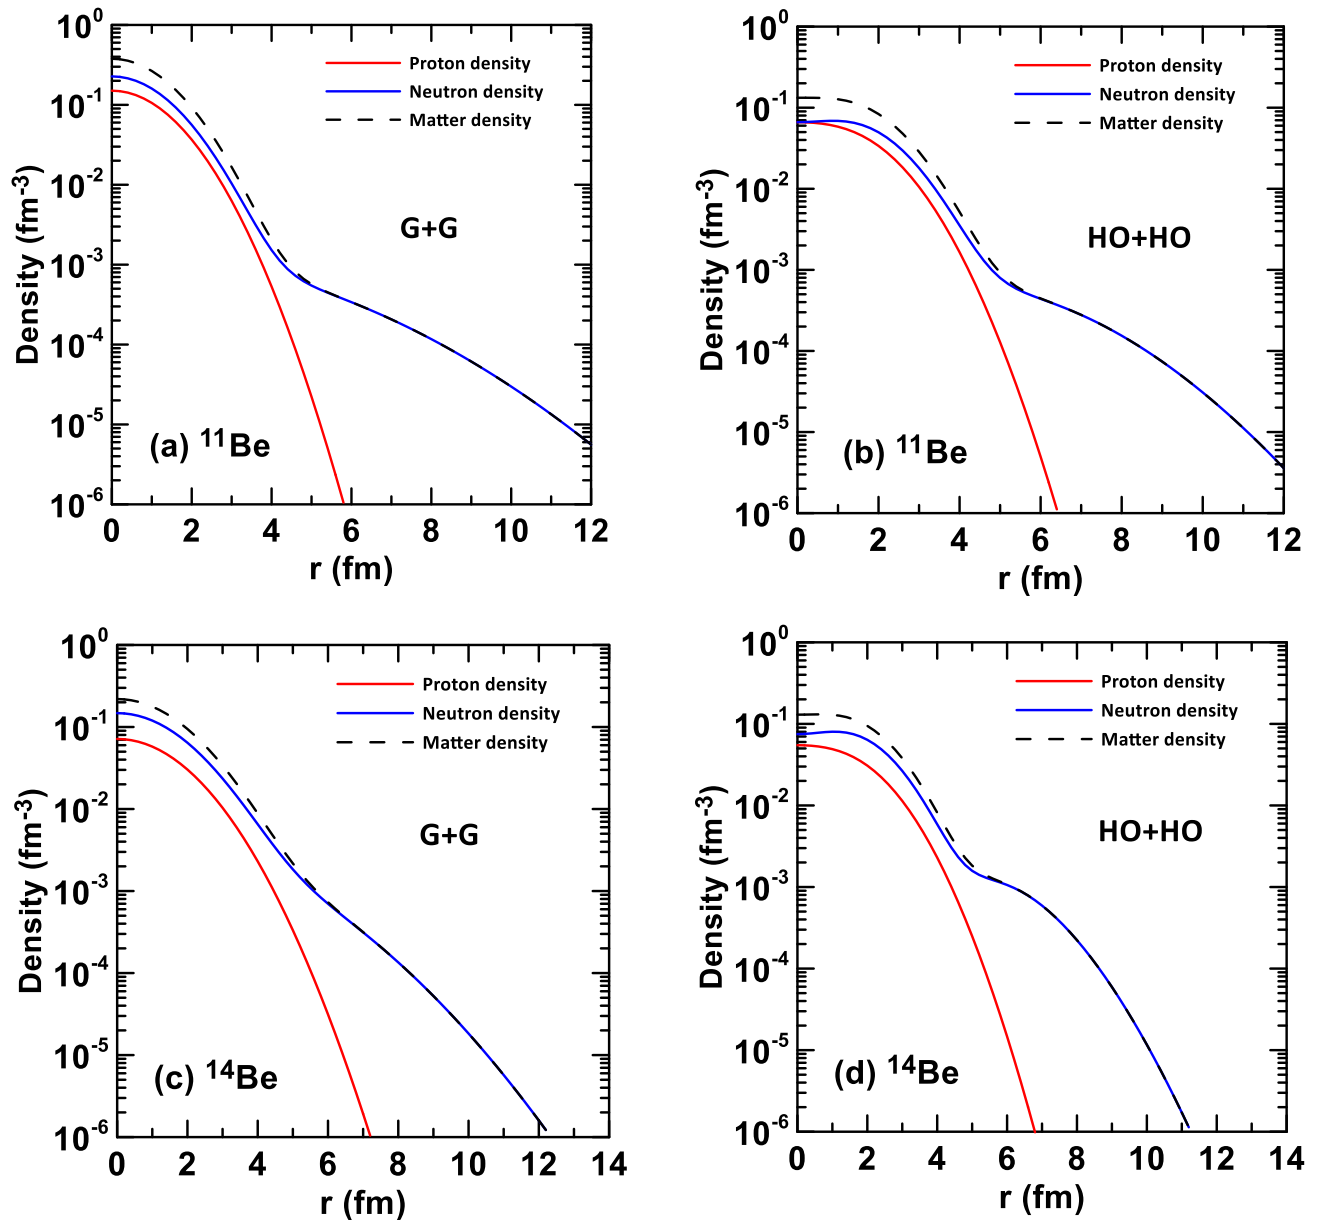 10⁰
10⁻¹
10⁻²
10⁻³
10⁻⁴
10⁻⁵
10⁻⁶
Density (fm⁻³)
Proton density
Neutron density
Matter density
G+G
(a) ¹¹Be
0 2 4 6 8 10 12
r (fm)
10⁰
10⁻¹
10⁻²
10⁻³
10⁻⁴
10⁻⁵
10⁻⁶
Density (fm⁻³)
Proton density
Neutron density
Matter density
HO+HO
(b) ¹¹Be
0 2 4 6 8 10 12
r (fm)
10⁰
10⁻¹
10⁻²
10⁻³
10⁻⁴
10⁻⁵
10⁻⁶
Density (fm⁻³)
Proton density
Neutron density
Matter density
G+G
(c) ¹⁴Be
0 2 4 6 8 10 12 14
r (fm)
10⁰
10⁻¹
10⁻²
10⁻³
10⁻⁴
10⁻⁵
10⁻⁶
Density (fm⁻³)
Proton density
Neutron density
Matter density
HO+HO
(d) ¹⁴Be
0 2 4 6 8 10 12 14
r (fm)